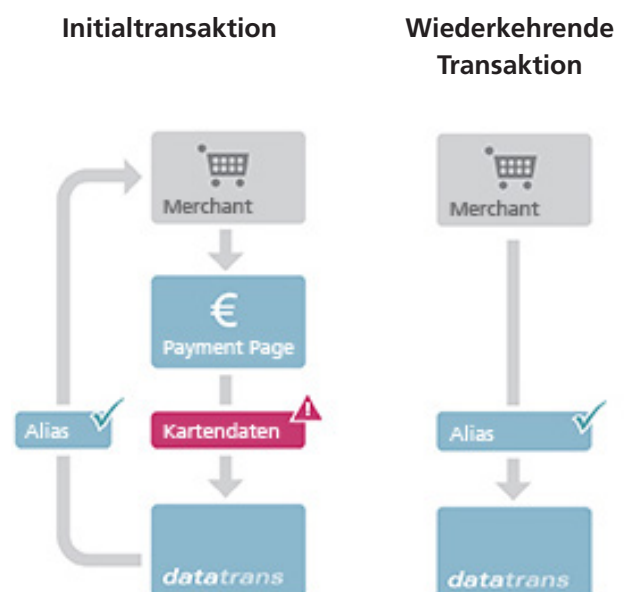 Initialtransaktion
Merchant
€
Payment Page
Alias
Kartendaten
datatrans
Wiederkehrende
Transaktion
Merchant
Alias
datatrans